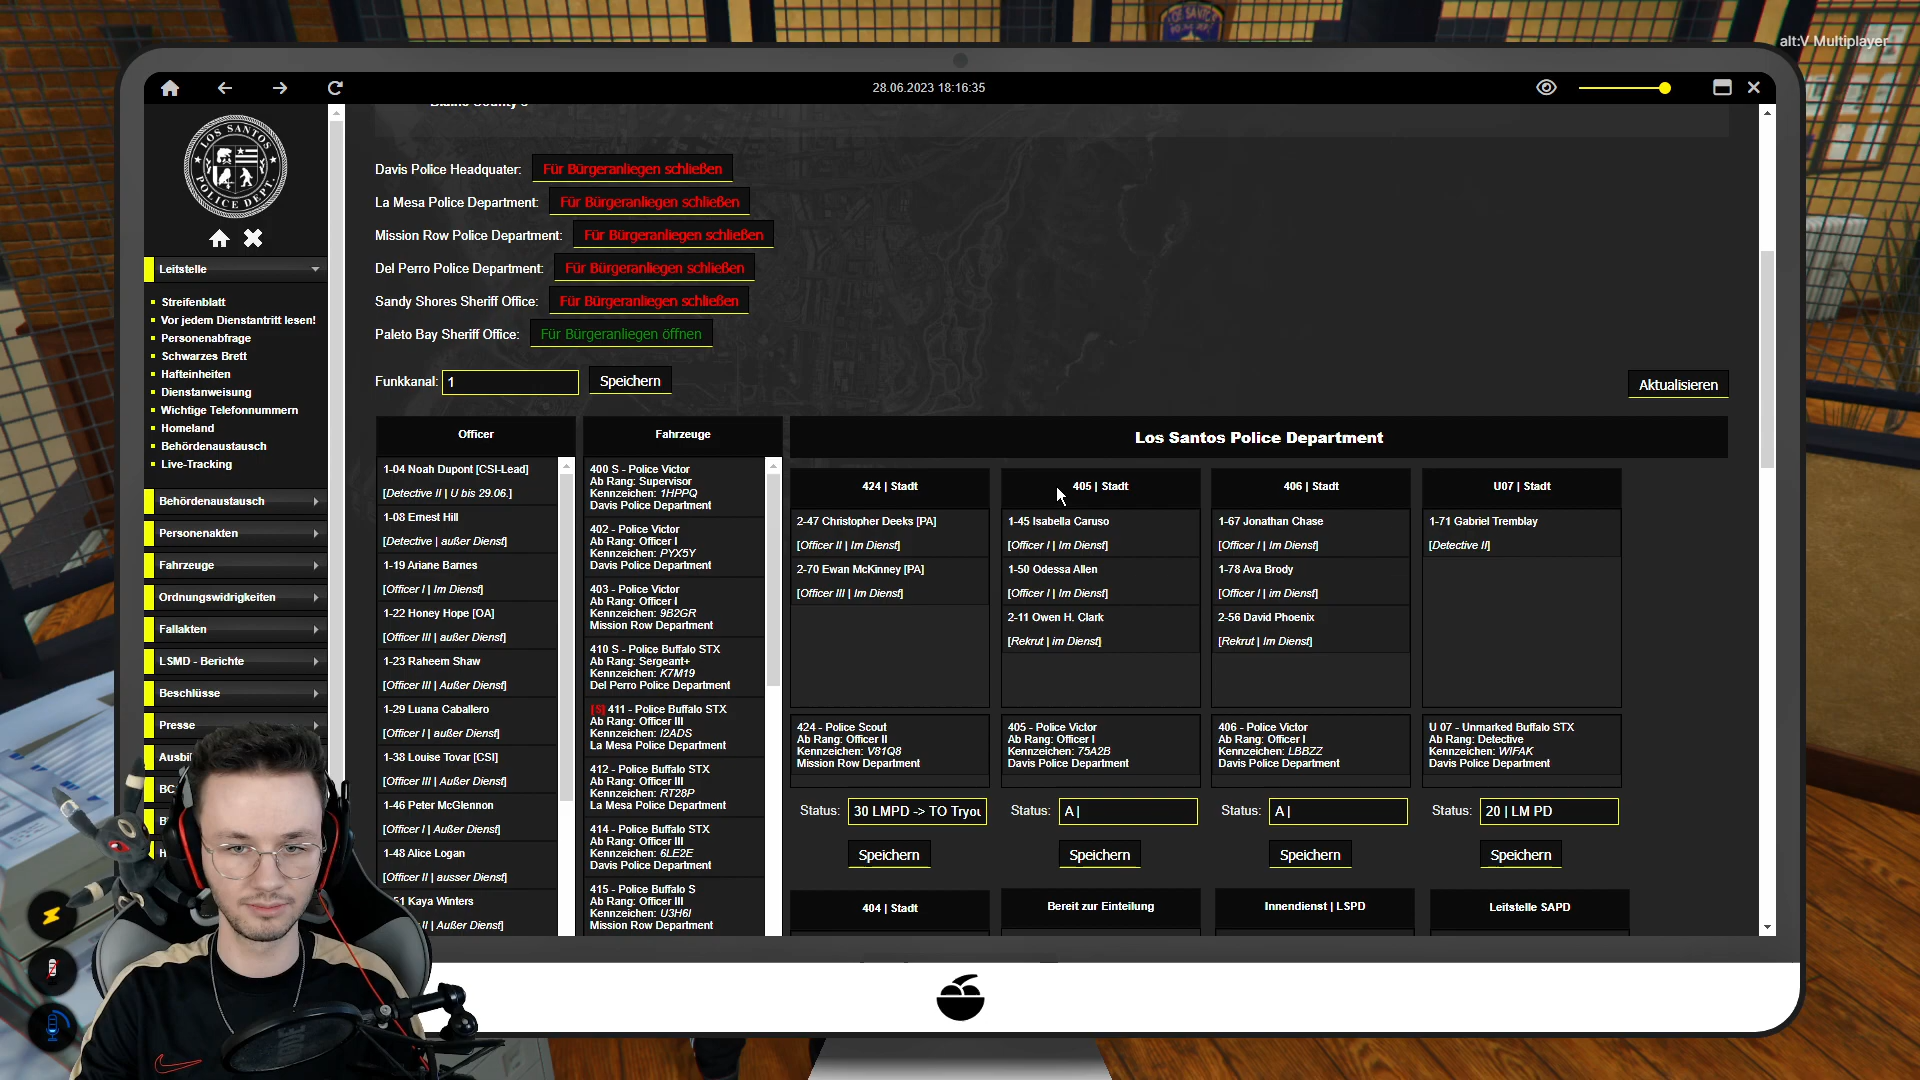 LOS SANTOS
alt:V Multiplayer
28.06.2023 18:16:35
LOS SANTOS
POLICE DEPT.
Leitstelle
Streifenblatt
Vor jedem Dienstantritt lesen!
Personenabfrage
Schwarzes Brett
Hafteinheiten
Dienstanweisung
Wichtige Telefonnummern
Homeland
Behördenaustausch
Live-Tracking
Behördenaustausch
Personenakten
Fahrzeuge
Ordnungswidrigkeiten
Fallakten
LSMD - Berichte
Beschlüsse
Presse
Davis Police Headquater: Für Bürgeranliegen schließen
La Mesa Police Department: Für Bürgeranliegen schließen
Mission Row Police Department: Für Bürgeranliegen schließen
Del Perro Police Department: Für Bürgeranliegen schließen
Sandy Shores Sheriff Office: Für Bürgeranliegen schließen
Paleto Bay Sheriff Office: Für Bürgeranliegen öffnen
Funkkanal: 1 Speichern
Aktualisieren
Officer
1-04 Noah Dupont [CSI-Lead]
[Detective II | U bis 29.06.]
1-08 Ernest Hill
[Detective | außer Dienst]
1-19 Ariane Barnes
[Officer I | Im Dienst]
1-22 Honey Hope [OA]
[Officer III | außer Dienst]
1-23 Raheem Shaw
[Officer III | Außer Dienst]
1-29 Luana Caballero
[Officer I | außer Dienst]
1-38 Louise Tovar [CSI]
[Officer III | Außer Dienst]
1-46 Peter McGlennon
[Officer I | Außer Dienst]
1-48 Alice Logan
[Officer II | ausser Dienst]
51 Kaya Winters
II | Außer Dienst]
Fahrzeuge
400 S - Police Victor
Ab Rang: Supervisor
Kennzeichen: 1HPPQ
Davis Police Department
402 - Police Victor
Ab Rang: Officer I
Kennzeichen: PYX5Y
Davis Police Department
403 - Police Victor
Ab Rang: Officer I
Kennzeichen: 9B2GR
Mission Row Department
410 S - Police Buffalo STX
Ab Rang: Sergeant+
Kennzeichen: K7M19
Del Perro Police Department
[S] 411 - Police Buffalo STX
Ab Rang: Officer III
Kennzeichen: I2ADS
La Mesa Police Department
412 - Police Buffalo STX
Ab Rang: Officer III
Kennzeichen: RT28P
La Mesa Police Department
414 - Police Buffalo STX
Ab Rang: Officer III
Kennzeichen: 6LE2E
Davis Police Department
415 - Police Buffalo S
Ab Rang: Officer III
Kennzeichen: U3H6I
Mission Row Department
Los Santos Police Department
424 | Stadt
2-47 Christopher Deeks [PA]
[Officer II | Im Dienst]
2-70 Ewan McKinney [PA]
[Officer III | Im Dienst]
424 - Police Scout
Ab Rang: Officer II
Kennzeichen: V81Q8
Mission Row Department
Status: 30 LMPD -> TO Tryou
Speichern
405 | Stadt
1-45 Isabella Caruso
[Officer I | Im Dienst]
1-50 Odessa Allen
[Officer I | Im Dienst]
2-11 Owen H. Clark
[Rekrut | im Dienst]
405 - Police Victor
Ab Rang: Officer I
Kennzeichen: 75A2B
Davis Police Department
Status: A |
Speichern
406 | Stadt
1-67 Jonathan Chase
[Officer I | Im Dienst]
1-78 Ava Brody
[Officer I | im Dienst]
2-56 David Phoenix
[Rekrut | Im Dienst]
406 - Police Victor
Ab Rang: Officer I
Kennzeichen: LBBZZ
Davis Police Department
Status: A |
Speichern
U07 | Stadt
1-71 Gabriel Tremblay
[Detective II]
U 07 - Unmarked Buffalo STX
Ab Rang: Detective
Kennzeichen: WIFAK
Davis Police Department
Status: 20 | LM PD
Speichern
404 | Stadt
Bereit zur Einteilung
Innendienst | LSPD
Leitstelle SAPD